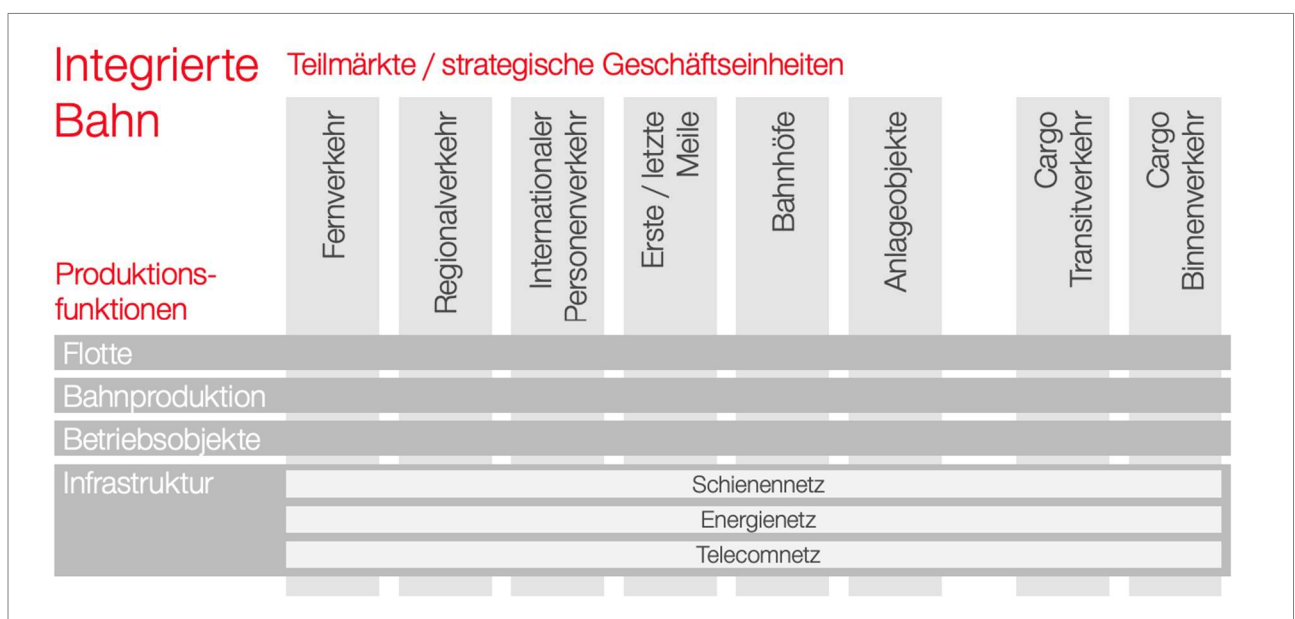 Integrierte
Bahn
Teilmärkte / strategische Geschäftseinheiten
Fernverkehr
Regionalverkehr
Internationaler
Personenverkehr
Erste / letzte
Meile
Bahnhöfe
Anlageobjekte
Cargo
Transitverkehr
Cargo
Binnenverkehr
Produktions-
funktionen
Flotte
Bahnproduktion
Betriebsobjekte
Infrastruktur
Schienennetz
Energienetz
Telecomnetz